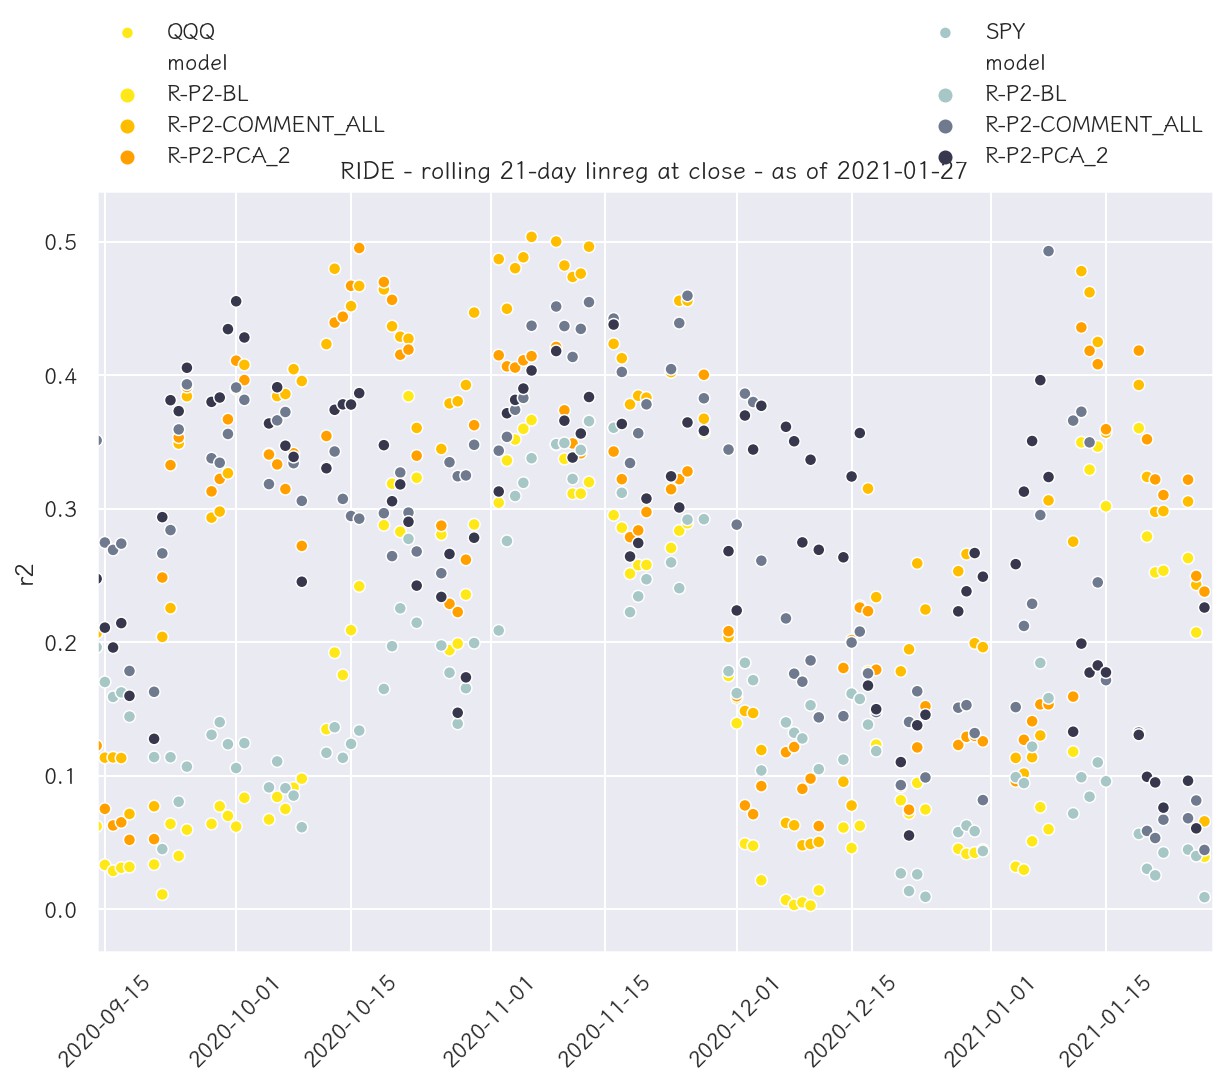 QQQ
model
R-P2-BL
R-P2-COMMENT_ALL
R-P2-PCA_2
SPY
model
R-P2-BL
R-P2-COMMENT_ALL
R-P2-PCA_2
RIDE - rolling 21-day linreg at close - as of 2021-01-27
r2
0.5
0.4
0.3
0.2
0.1
0.0
2020-09-15
2020-10-01
2020-10-15
2020-11-01
2020-11-15
2020-12-01
2020-12-15
2021-01-01
2021-01-15